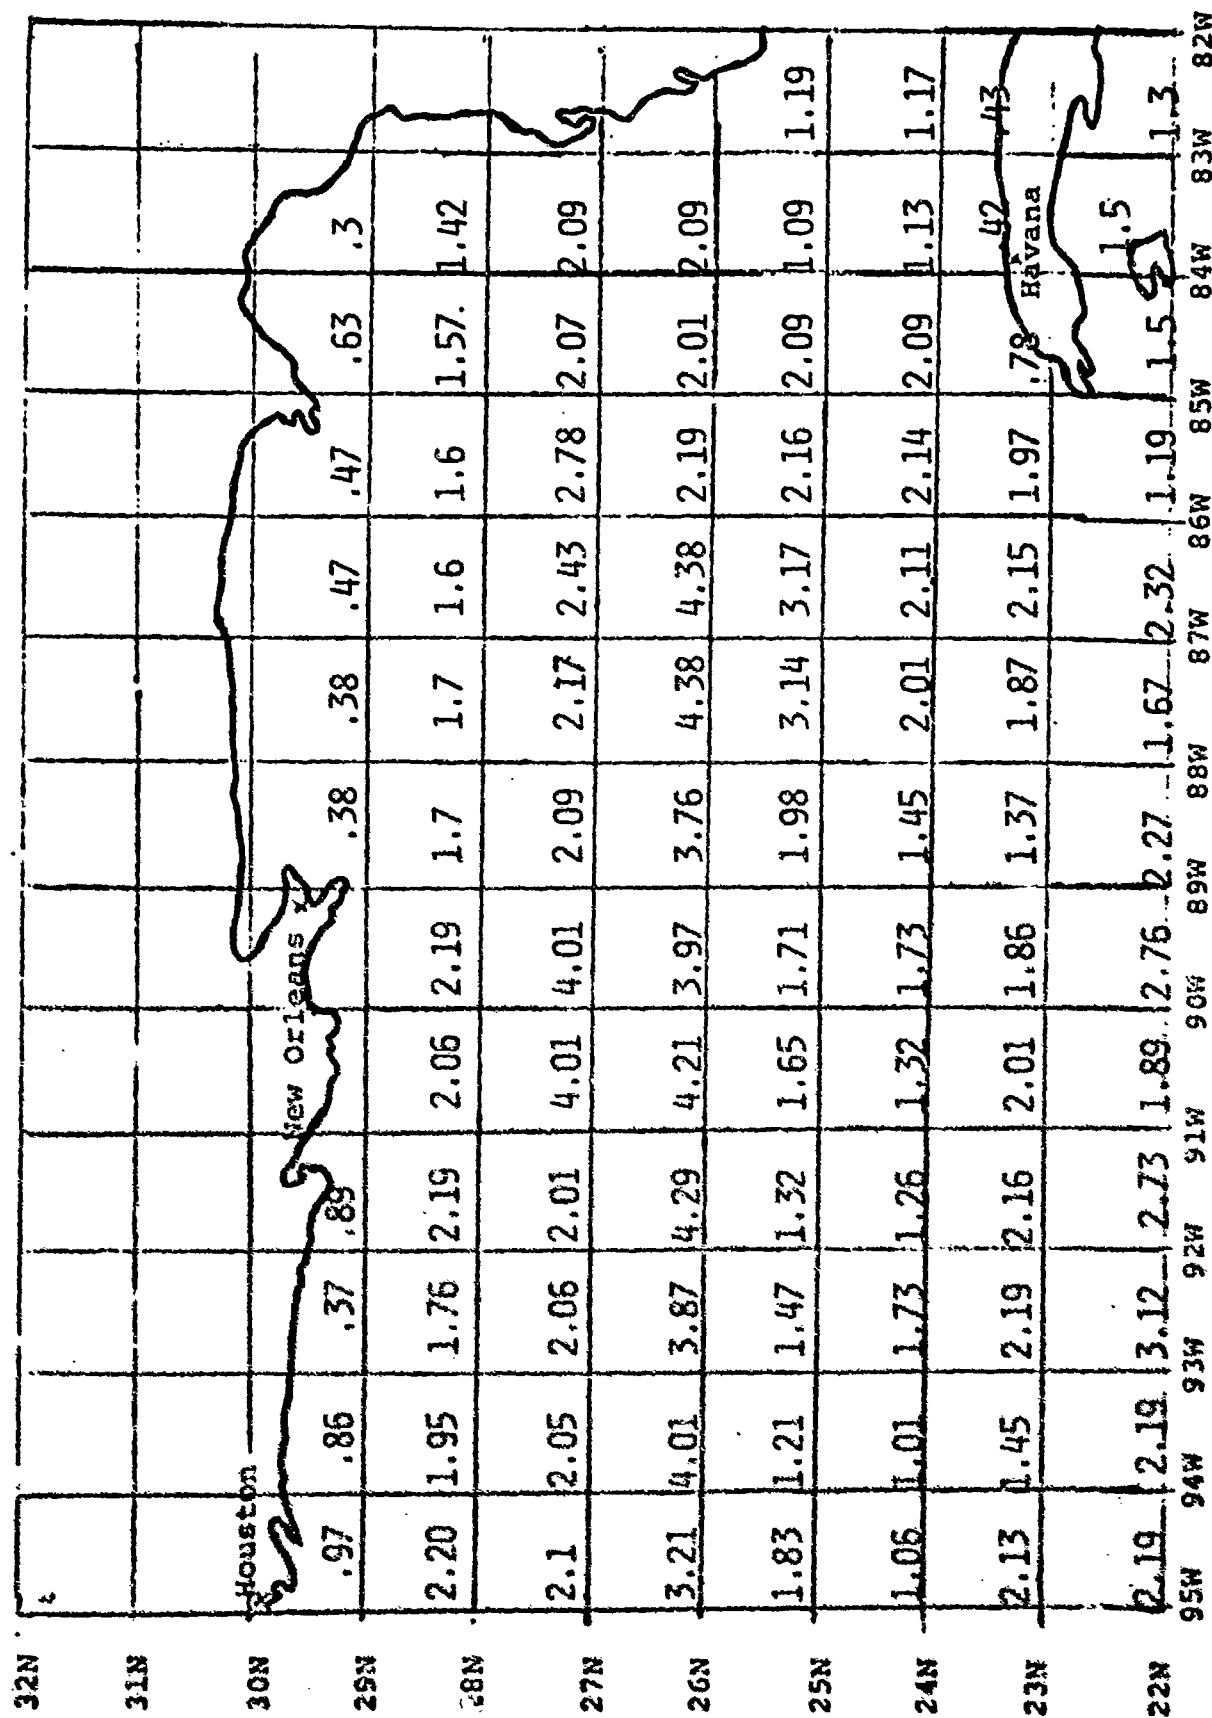 32N
31N
30N Houston
New Orleans
29N .97 .86 .37 .89 .38 .38 .47 .47 .63 .3
28N 2.20 1.95 1.76 2.19 2.06 2.19 1.7 1.7 1.6 1.6 1.57. 1.42
27N 2.1 2.05 2.06 2.01 4.01 4.01 2.09 2.17 2.43 2.78 2.07 2.09
26N 3.21 4.01 3.87 4.29 4.21 3.97 3.76 4.38 4.38 2.19 2.01 2.09
25N 1.83 1.21 1.47 1.32 1.65 1.71 1.98 3.14 3.17 2.16 2.09 1.09 1.19
24N 1.06 1.01 1.73 1.26 1.32 1.73 1.45 2.01 2.11 2.14 2.09 1.13 1.17
23N 2.13 1.45 2.19 2.16 2.01 1.86 1.37 1.87 2.15 1.97 .78 .42 .43
Havana
1.5
22N 2.19 2.19 3.12 2.73 1.89 2.76 2.27 1.67 2.32 1.19 1.5 1.3
95W 94W 93W 92W 91W 90W 89W 88W 87W 86W 85W 84W 83W 82W